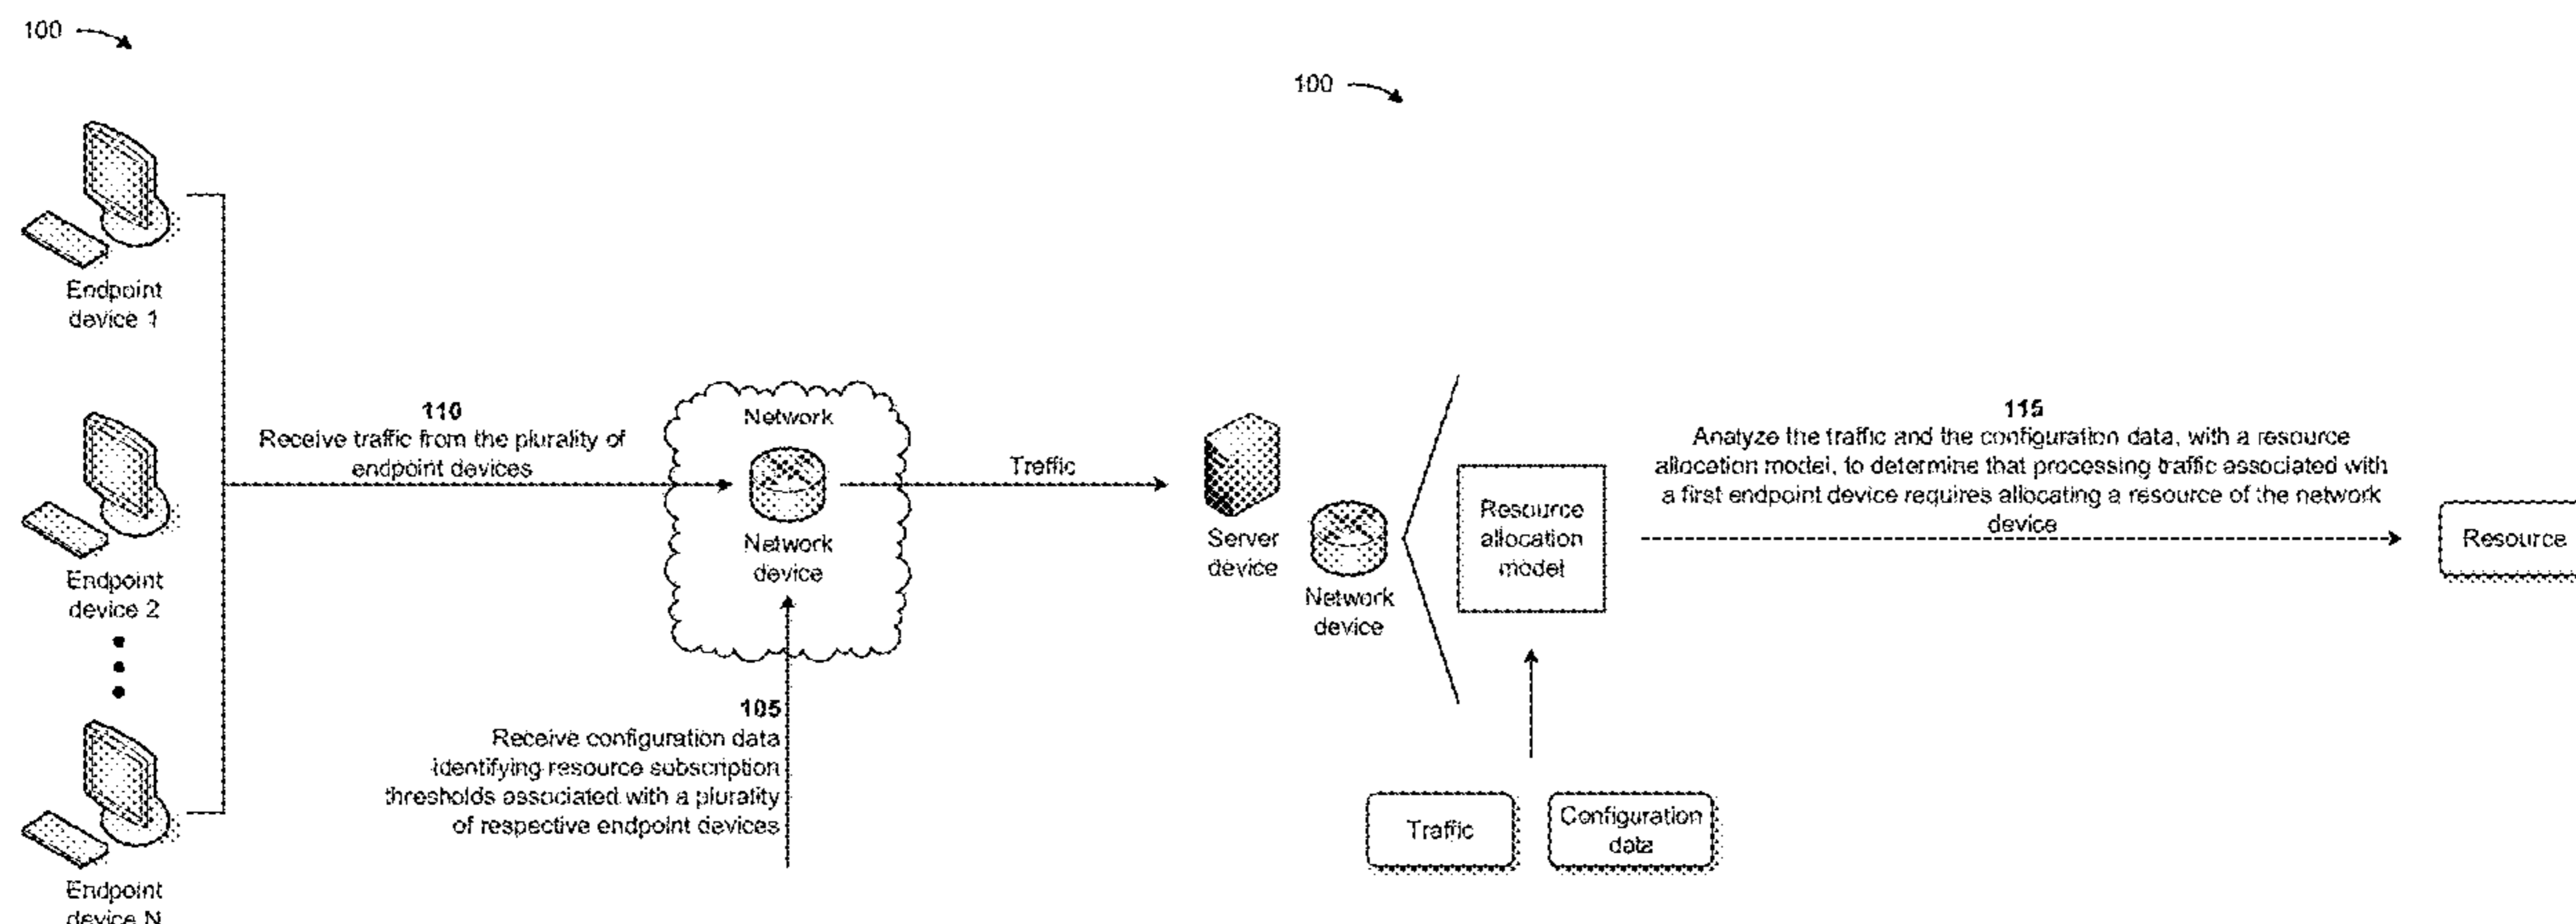 100
Endpoint
device 1
Endpoint
device 2
Endpoint
device N
110
Receive traffic from the plurality of
endpoint devices
Network
Network
device
Traffic
105
Receive configuration data
identifying resource subscription
thresholds associated with a plurality
of respective endpoint devices
Server
device
100
Network
device
Resource
allocation
model
Traffic
Configuration
data
115
Analyze the traffic and the configuration data, with a resource
allocation model, to determine that processing traffic associated with
a first endpoint device requires allocating a resource of the network
device
Resource